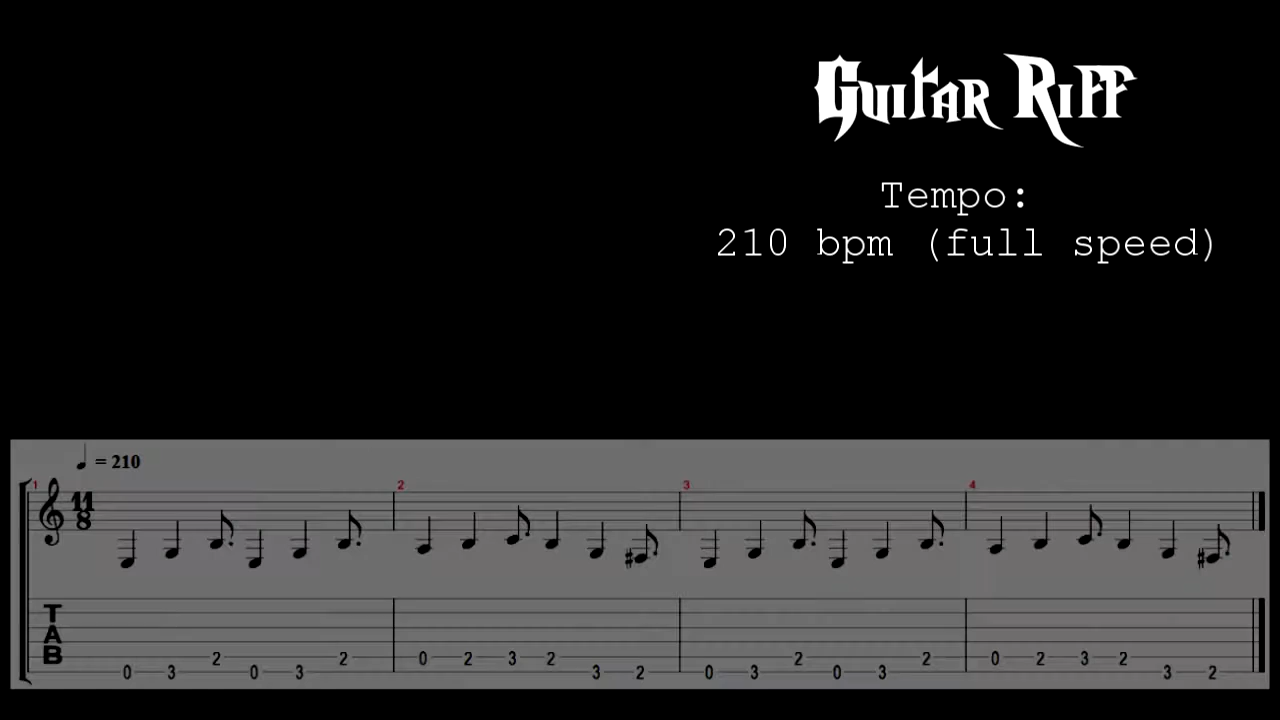 Guitar Riff
Tempo:
210 bpm (full speed)
= 210
1 2 3 4
11
8
T
A
B
2 2 0 2 3 2 2 2 0 2 3 2
0 3 0 3 3 2 0 3 0 3 3 2